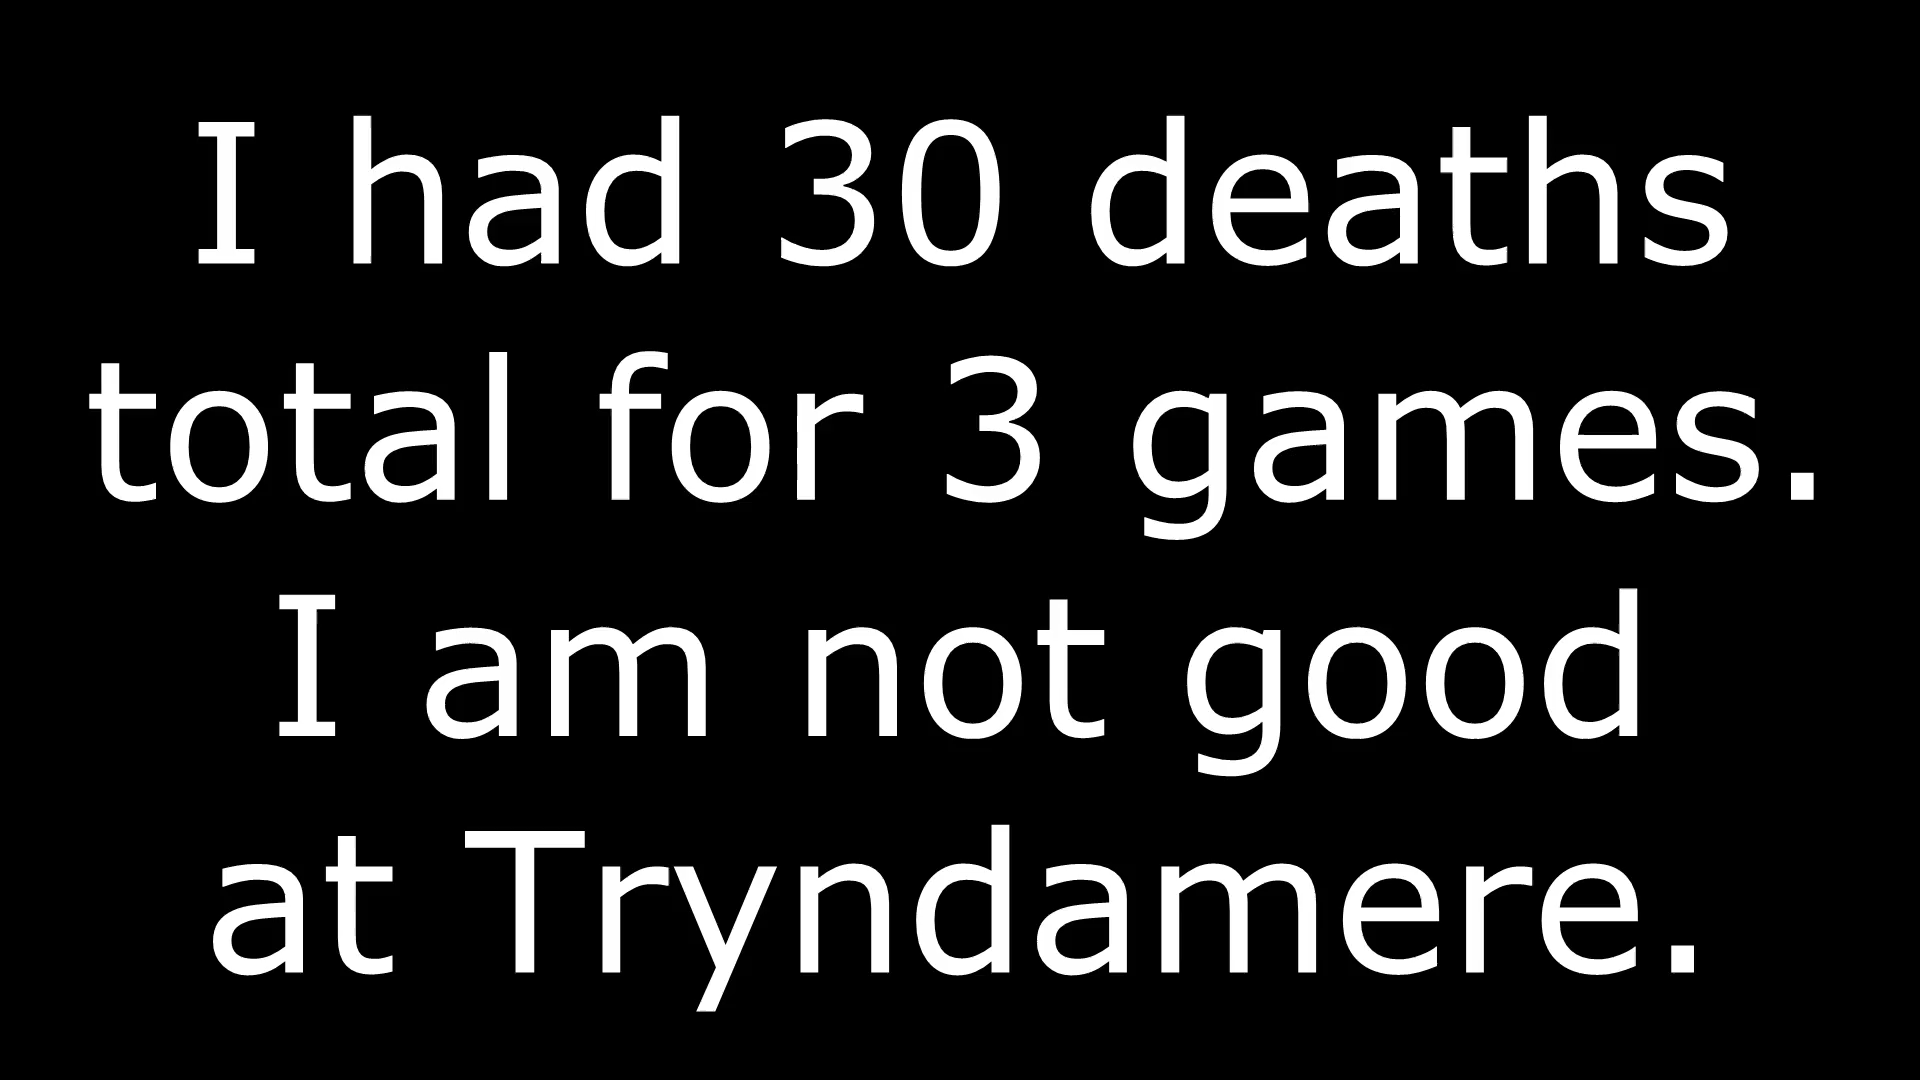 I had 30 deaths
total for 3 games.
I am not good
at Tryndamere.